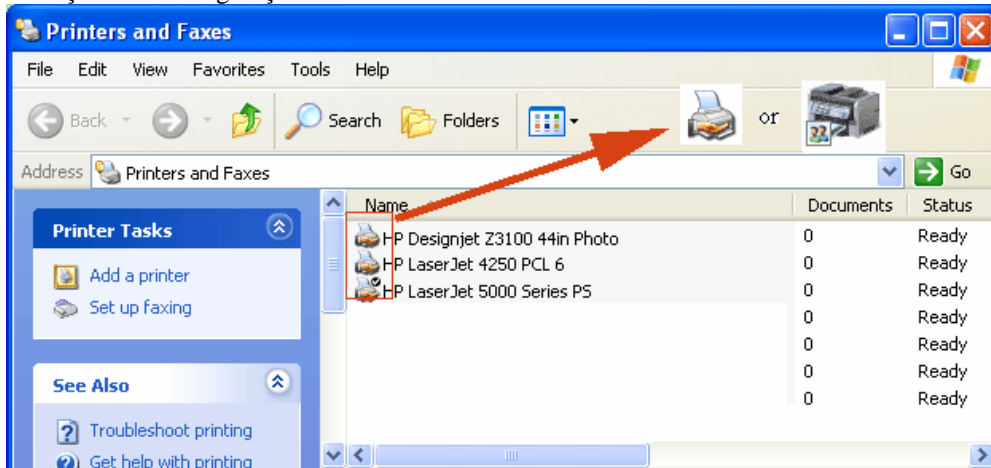 Printers and Faxes
File Edit View Favorites Tools Help
Back Search Folders or
Address Printers and Faxes Go
Name Documents Status
Printer Tasks
HP Designjet Z3100 44in Photo 0 Ready
Add a printer
HP LaserJet 4250 PCL 6 0 Ready
HP LaserJet 5000 Series PS 0 Ready
Set up faxing
0 Ready
0 Ready
See Also
0 Ready
0 Ready
Troubleshoot printing
Get help with printing